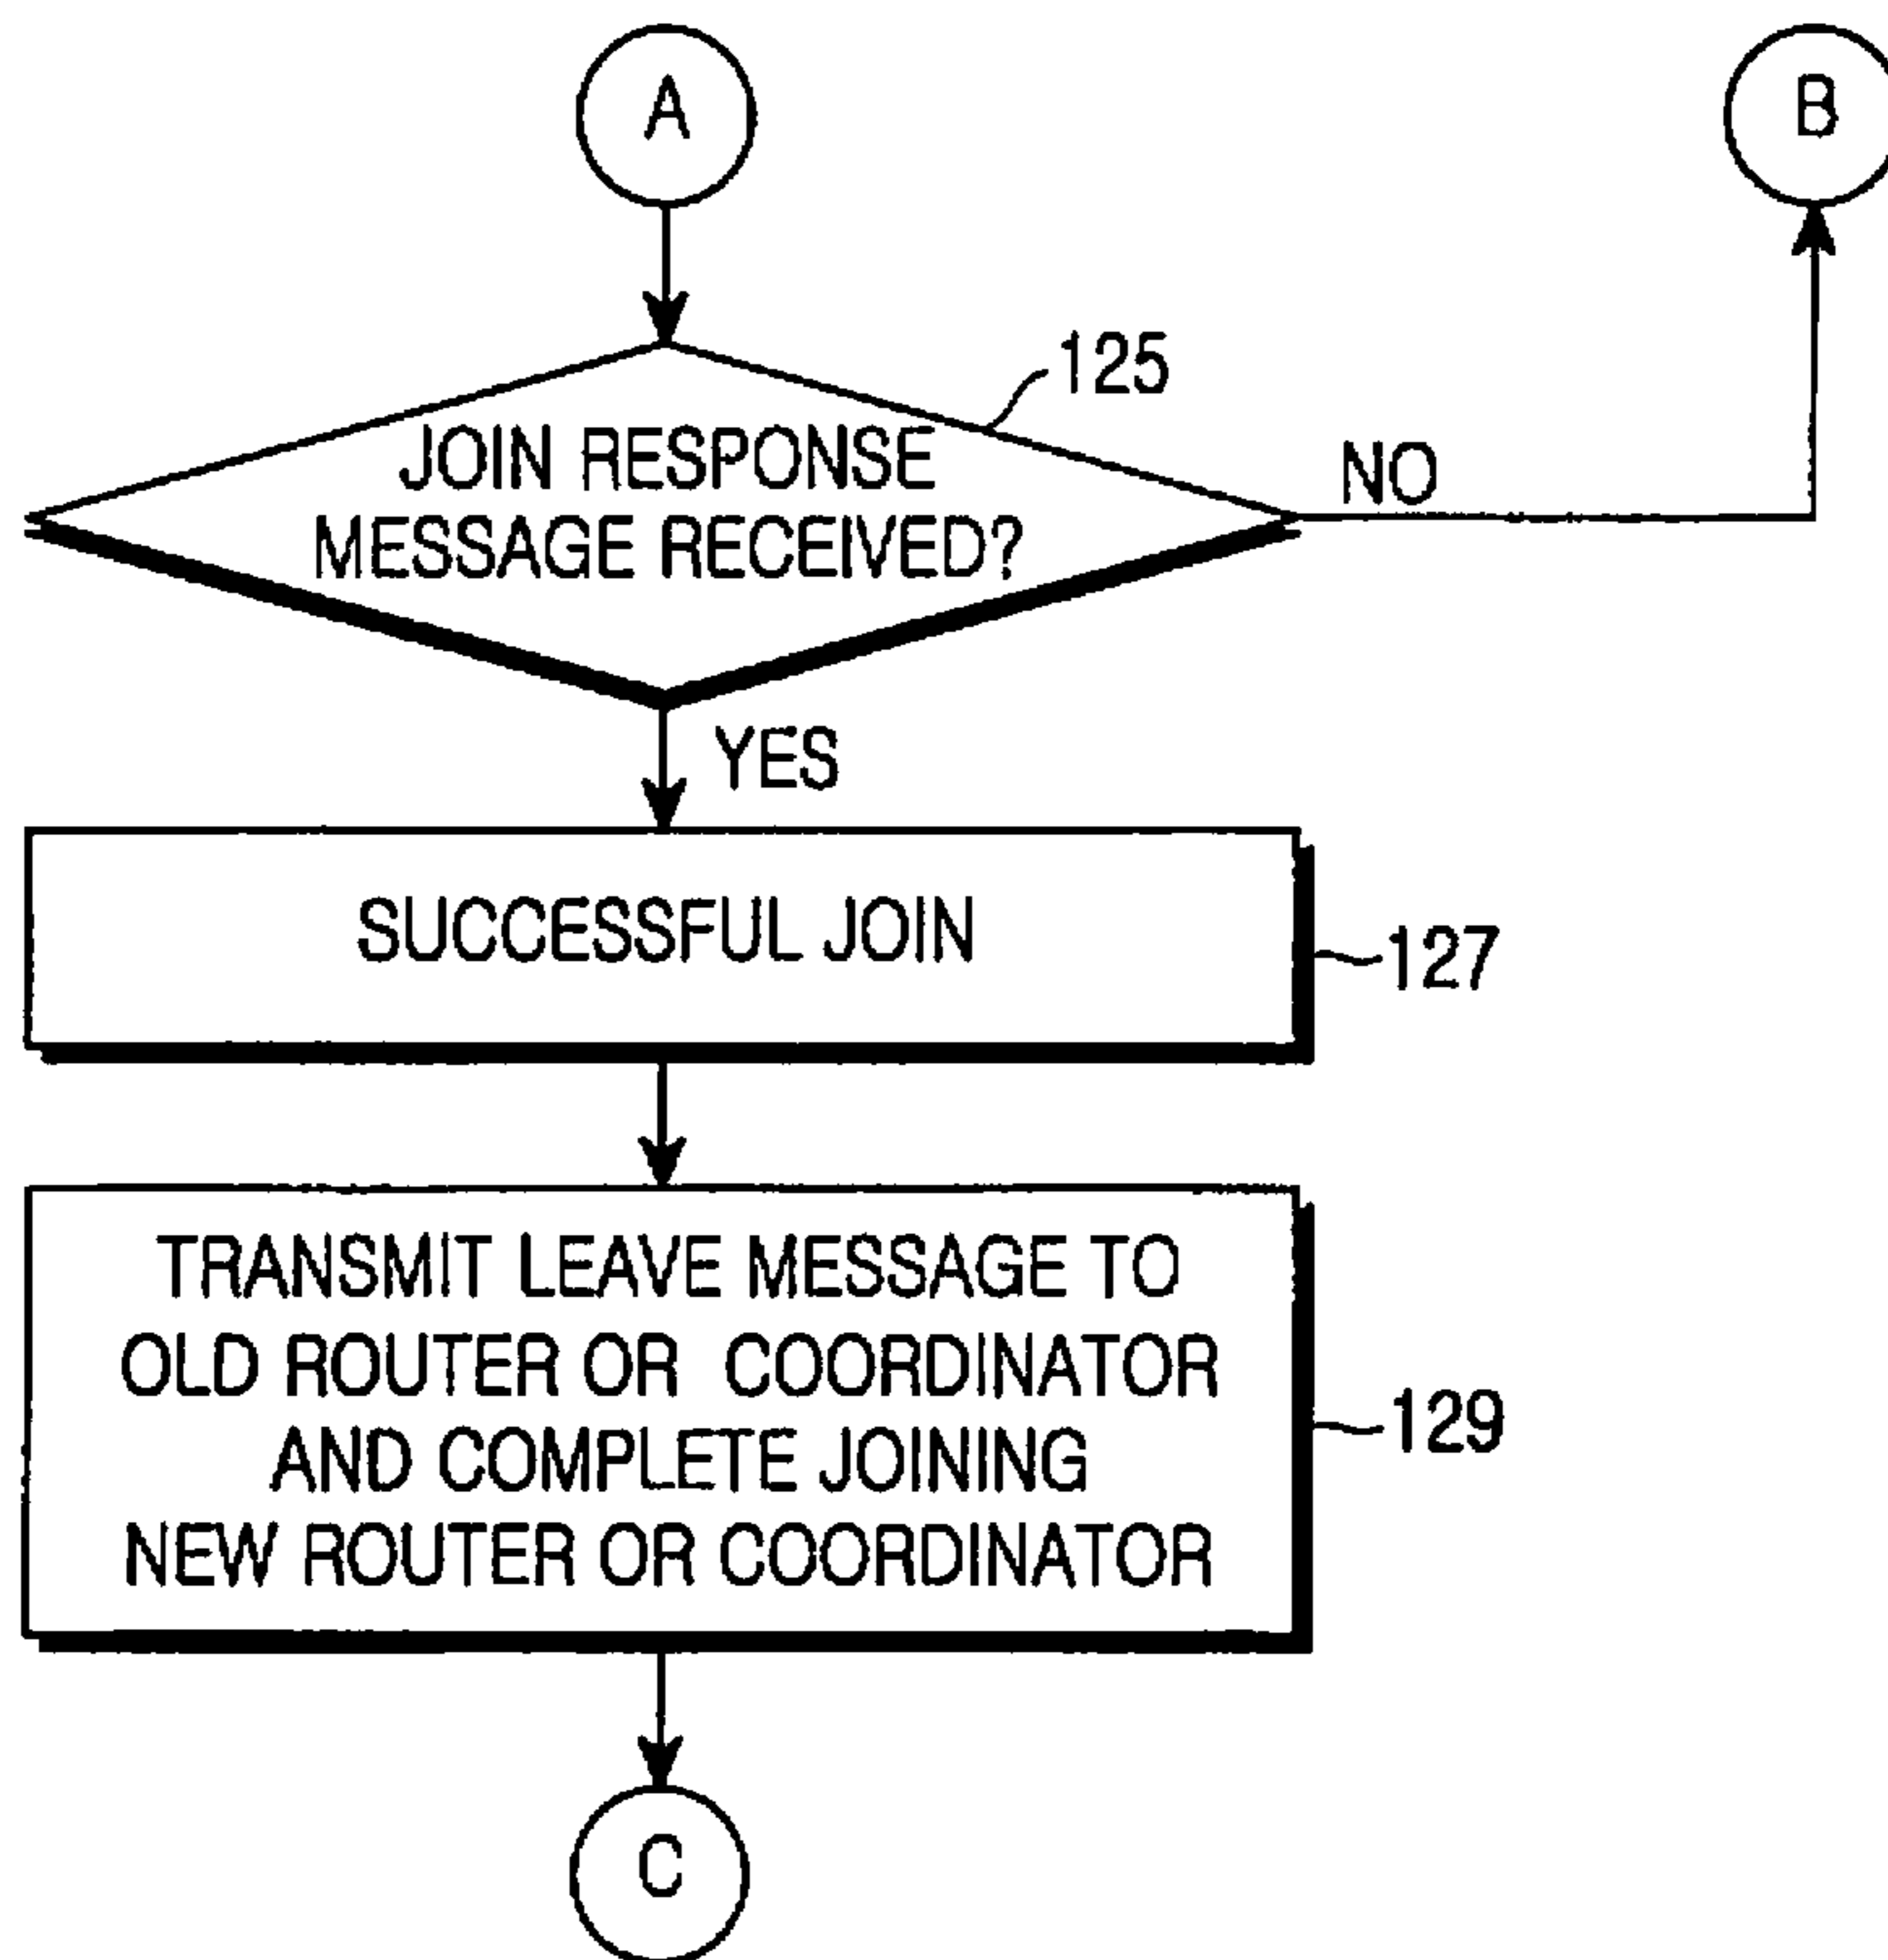 A
B
125
JOIN RESPONSE
MESSAGE RECEIVED?
NO
YES
SUCCESSFUL JOIN
127
TRANSMIT LEAVE MESSAGE TO
OLD ROUTER OR COORDINATOR
AND COMPLETE JOINING
NEW ROUTER OR COORDINATOR
129
C